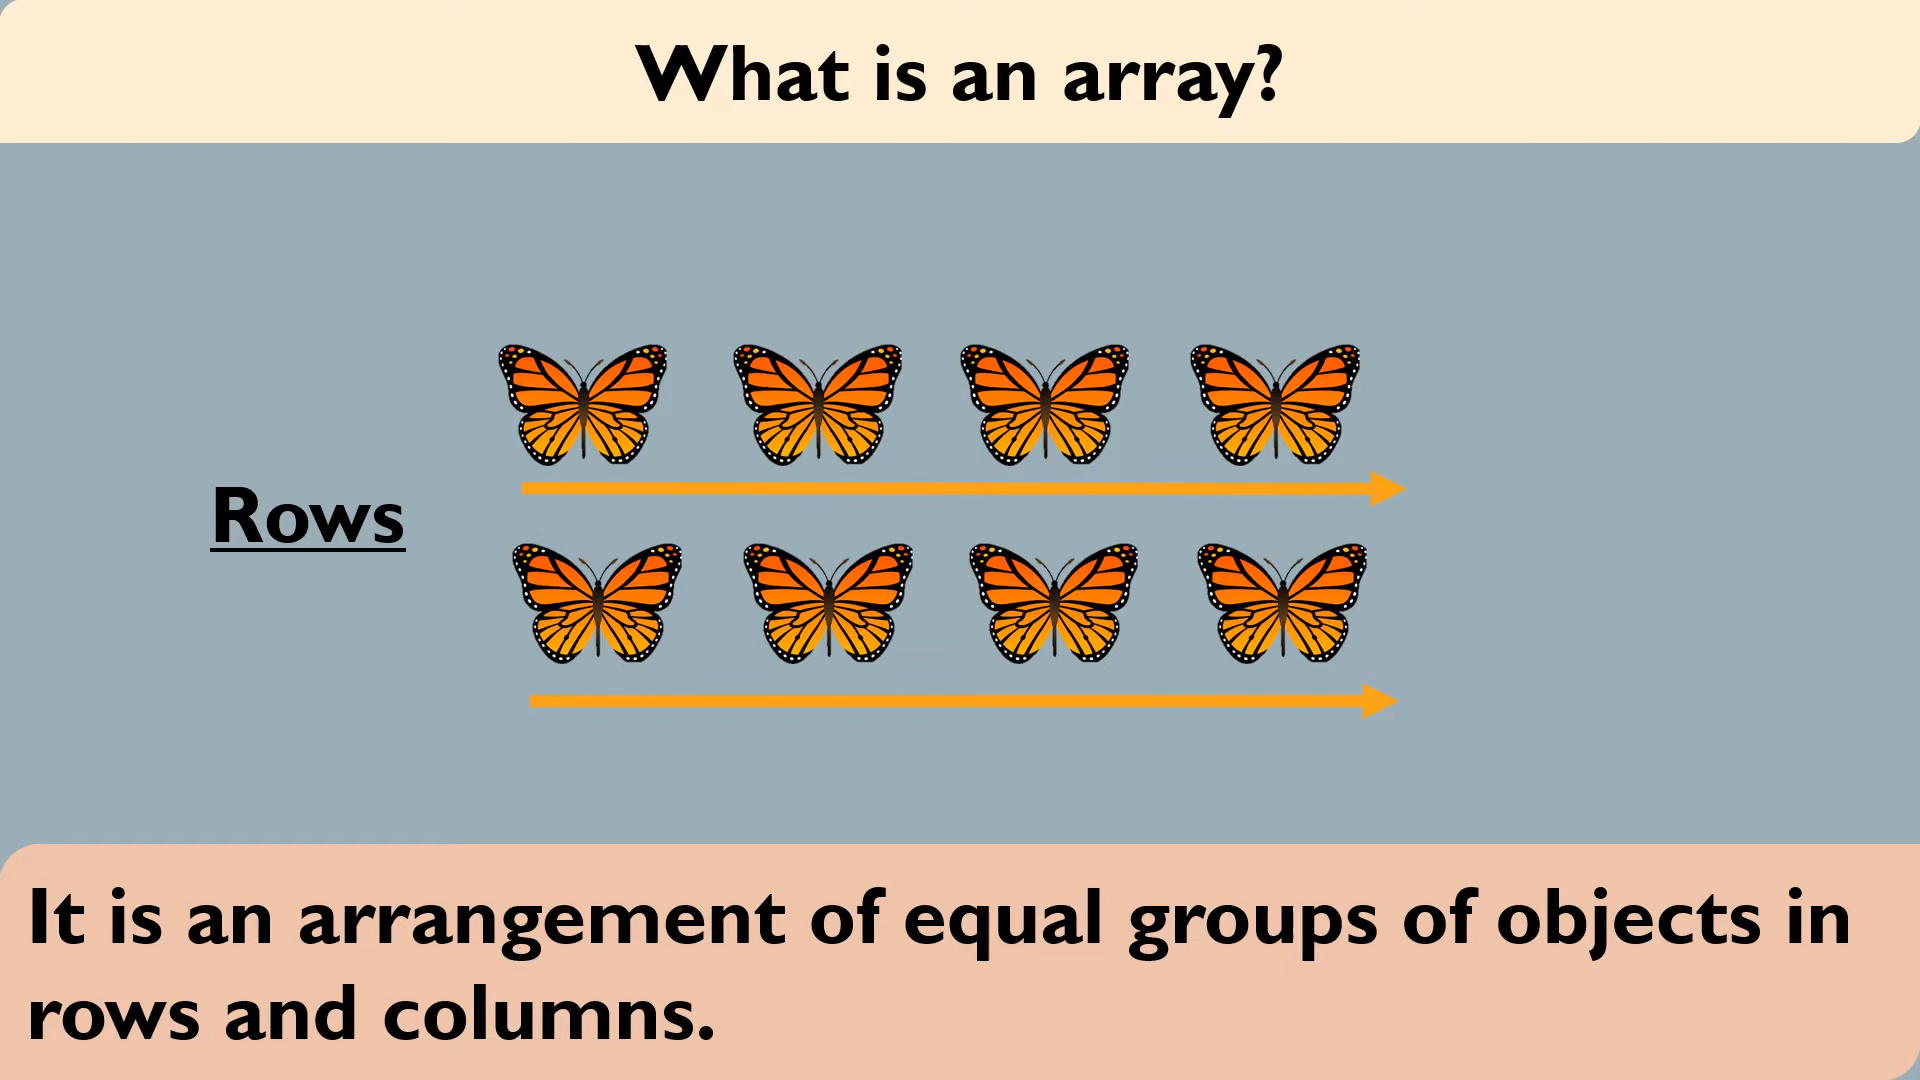 What is an array?
Rows
It is an arrangement of equal groups of objects in
rows and columns.